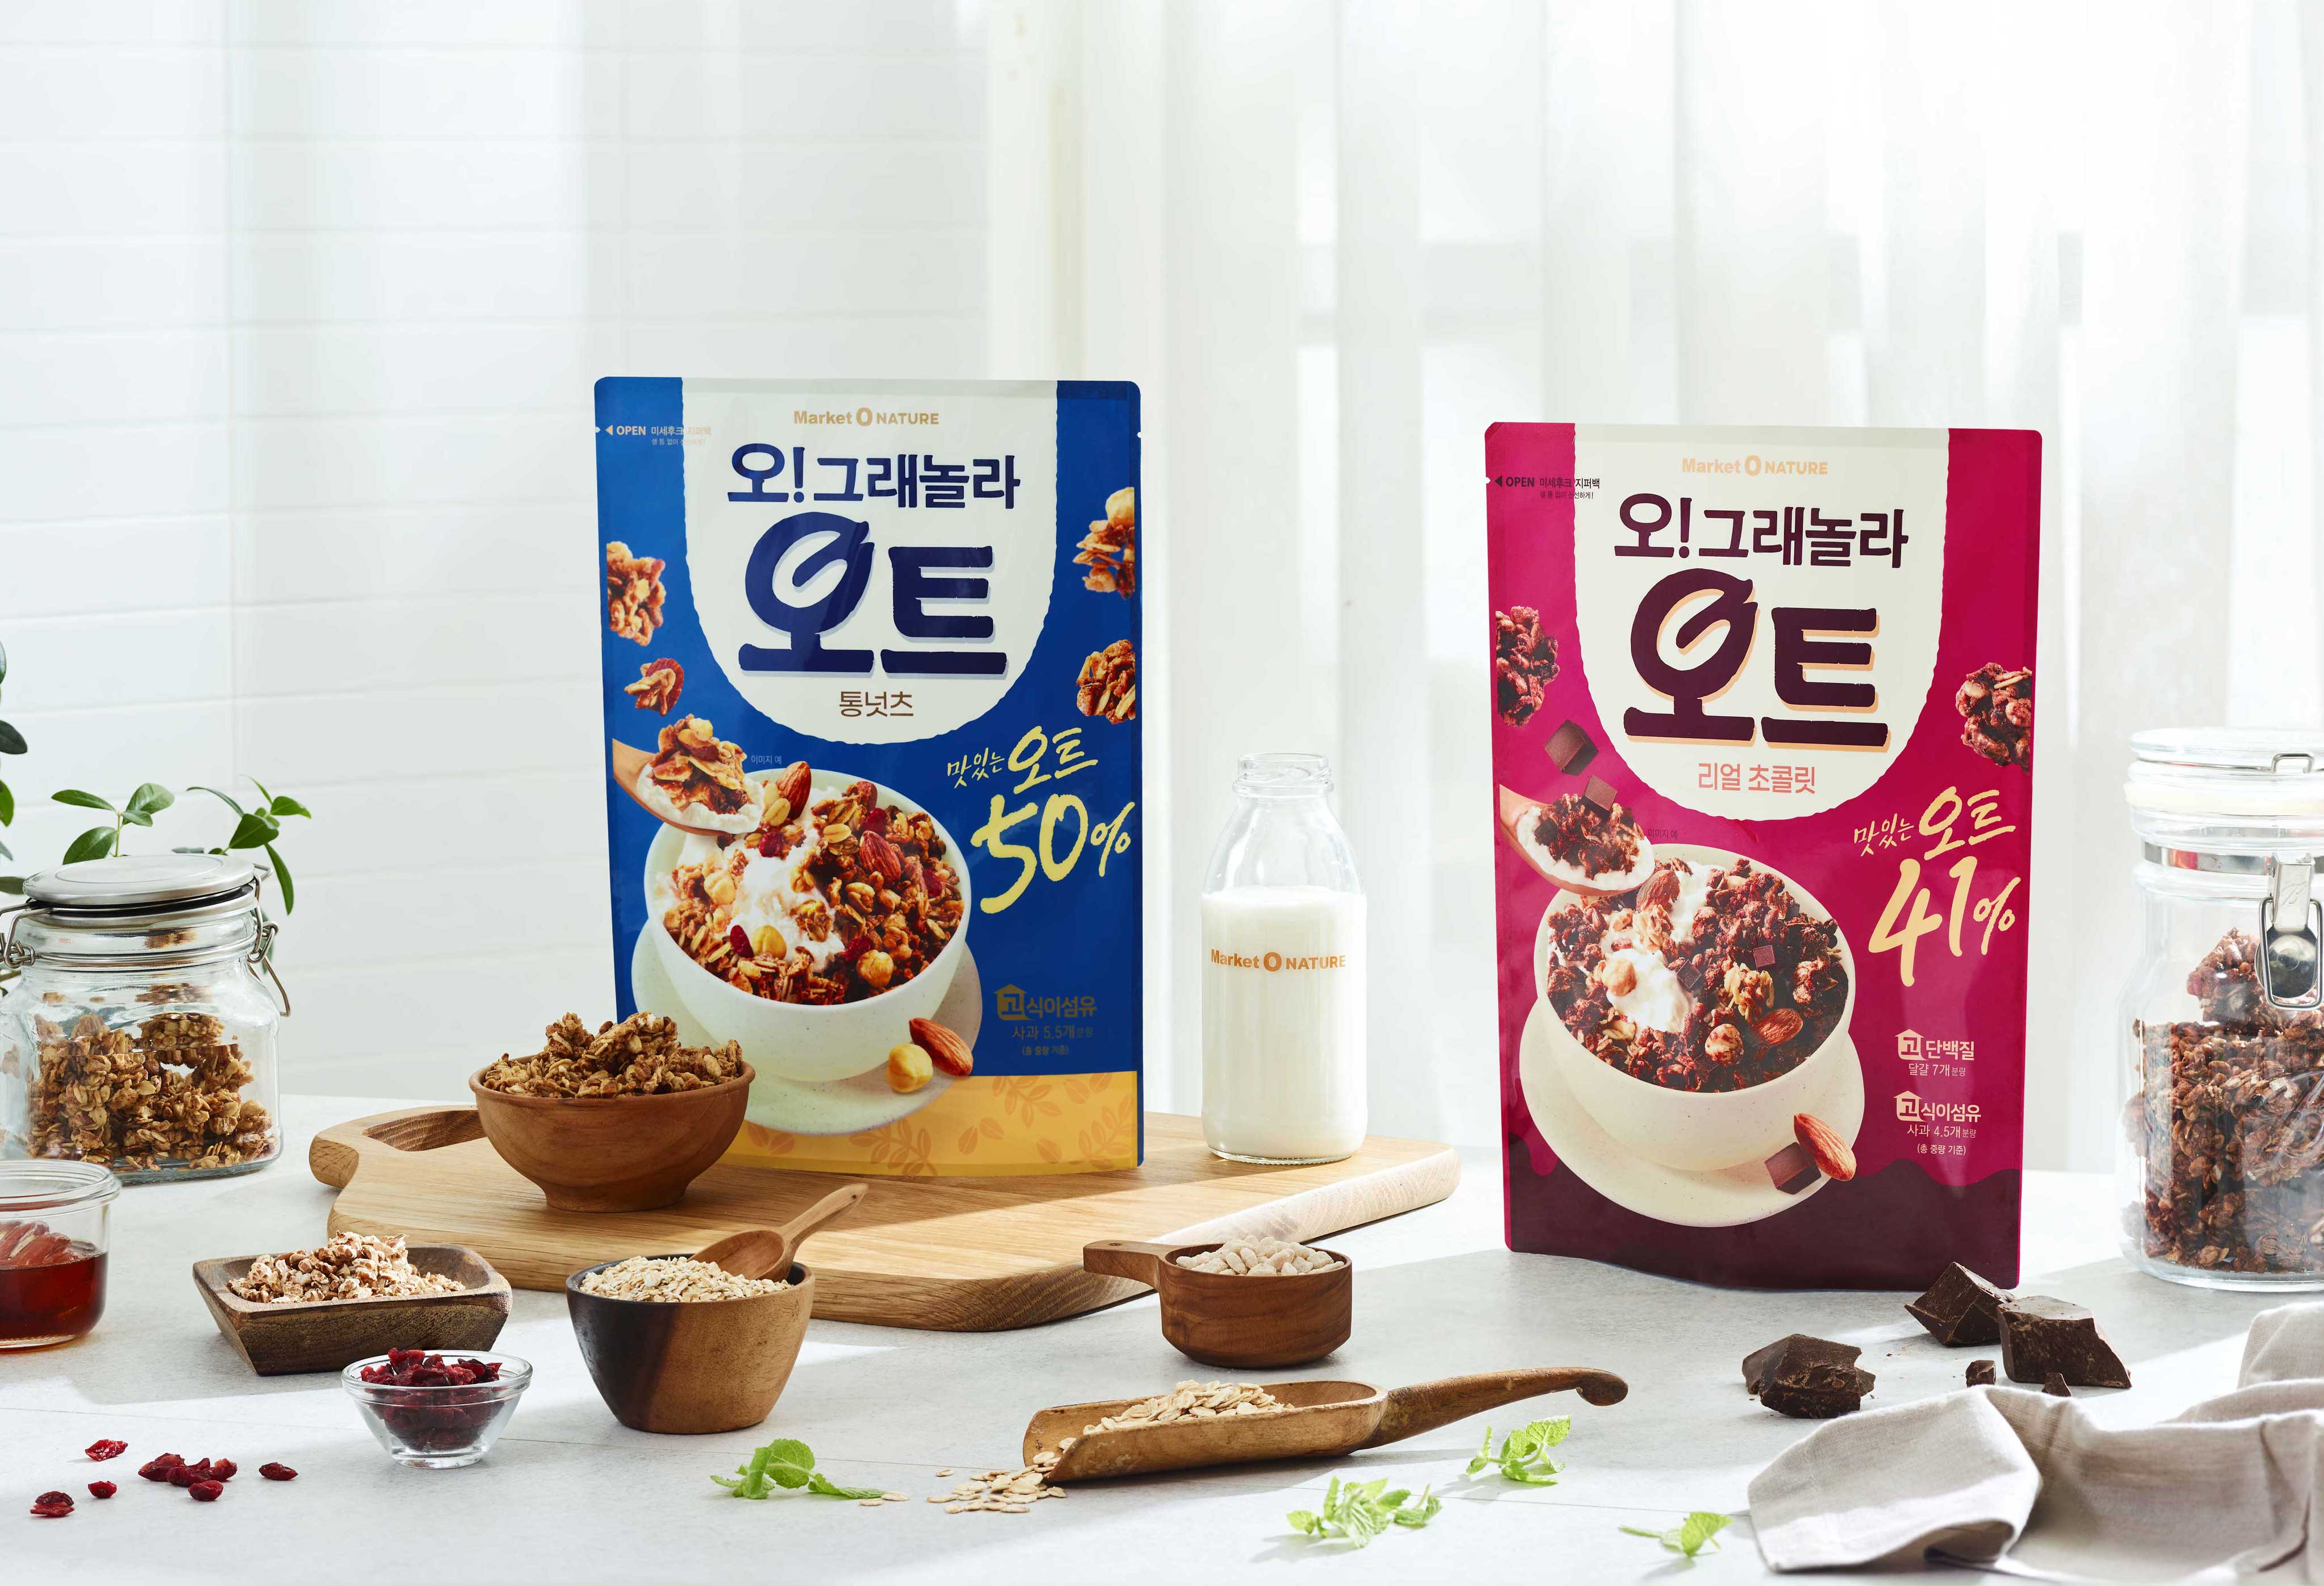 Market O NATURE
OPEN 미세후크 지퍼백
오!그래놀라
오트
통넛츠
이미지 예
맛있는 오트
50%
고식이섬유
사과 5.5개분량
(총 중량 기준)
Market O NATURE
Market O NATURE
OPEN 미세후크 지퍼백
오!그래놀라
오트
리얼 초콜릿
이미지 예
맛있는 오트
41%
고단백질
달걀 7개분량
고식이섬유
사과 4.5개분량
(총 중량 기준)